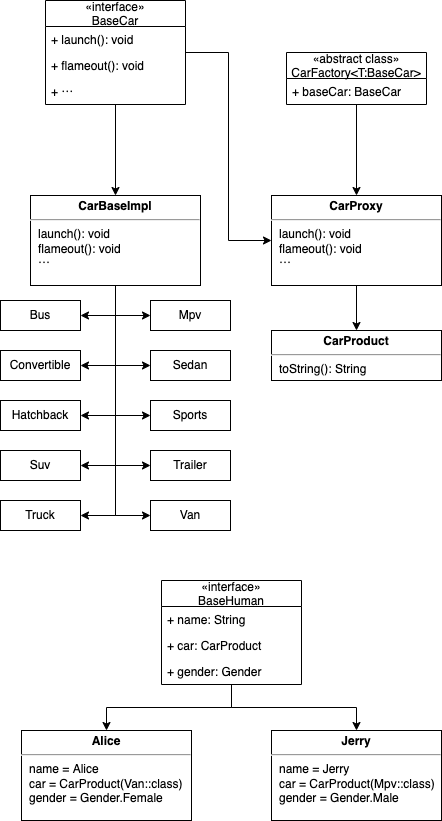 «interface»
BaseCar
+ launch(): void
+ flameout(): void
+ ...
«abstract class»
CarFactory<T:BaseCar>
+ baseCar: BaseCar
CarBaseImpl
launch(): void
flameout(): void
...
CarProxy
launch(): void
flameout(): void
...
Bus
Mpv
Convertible
Sedan
Hatchback
Sports
Suv
Trailer
Truck
Van
CarProduct
toString(): String
«interface»
BaseHuman
+ name: String
+ car: CarProduct
+ gender: Gender
Alice
name = Alice
car = CarProduct(Van::class)
gender = Gender.Female
Jerry
name = Jerry
car = CarProduct(Mpv::class)
gender = Gender.Male